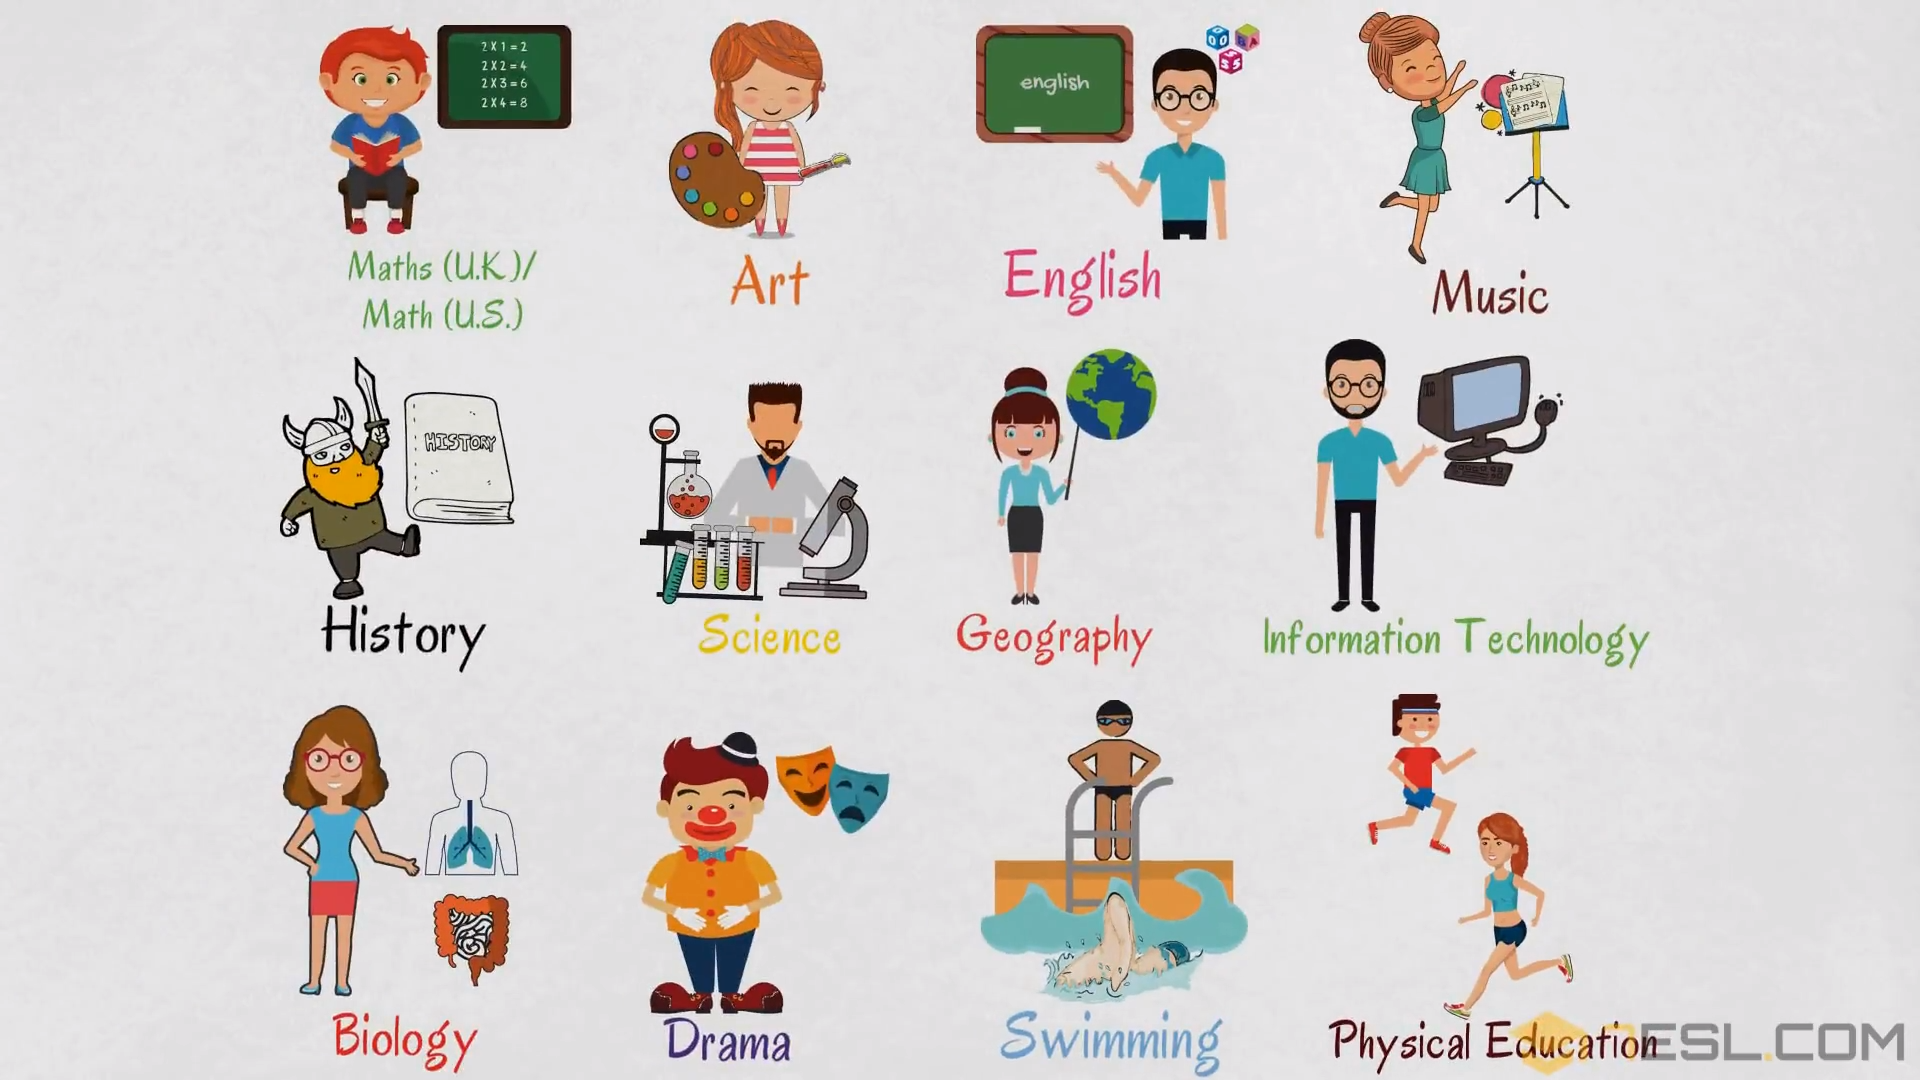 2 X 1 = 2
2 X 2 = 4
2 X 3 = 6
2 X 4 = 8
english
Maths (U.K)/
Math (U.S.)
Art
English
Music
HISTORY
History
Science
Geography
Information Technology
Biology
Drama
Swimming
Physical Education
7ESL.COM